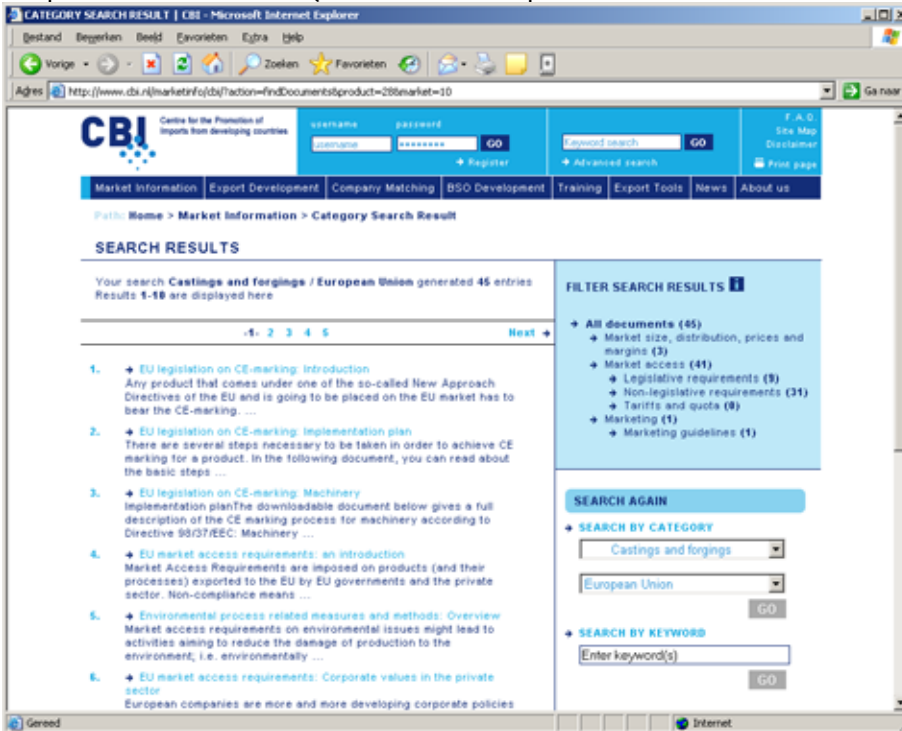 CATEGORY SEARCH RESULT | CBI - Microsoft Internet Explorer
Bestand Bewerken Beeld Favorieten Extra Help
Vorige Zoeken Favorieten
Adres http://www.cbi.nl/marketinfo/cbi/?action=findDocuments&product=28&market=10 Ga naar
CBI Centre for the Promotion of
Imports from developing countries
username password
username GO
Register
Keyword search GO
Advanced search
F.A.Q.
Site Map
Disclaimer
Print page
Market Information Export Development Company Matching BSO Development Training Export Tools News About us
Path: Home > Market Information > Category Search Result
SEARCH RESULTS
Your search Castings and forgings / European Union generated 45 entries
Results 1-10 are displayed here
-1- 2 3 4 5 Next
1. EU legislation on CE-marking: Introduction
Any product that comes under one of the so-called New Approach
Directives of the EU and is going to be placed on the EU market has to
bear the CE-marking. ...
2. EU legislation on CE-marking: Implementation plan
There are several steps necessary to be taken in order to achieve CE
marking for a product. In the following document, you can read about
the basic steps ...
3. EU legislation on CE-marking: Machinery
Implementation planThe downloadable document below gives a full
description of the CE marking process for machinery according to
Directive 98/37/EEC: Machinery ...
4. EU market access requirements: an introduction
Market Access Requirements are imposed on products (and their
processes) exported to the EU by EU governments and the private
sector. Non-compliance means ...
5. Environmental process related measures and methods: Overview
Market access requirements on environmental issues might lead to
activities aiming to reduce the damage of production to the
environment; i.e. environmentally ...
6. EU market access requirements: Corporate values in the private
sector
European companies are more and more developing corporate policies
FILTER SEARCH RESULTS i
All documents (45)
Market size, distribution, prices and
margins (3)
Market access (41)
Legislative requirements (9)
Non-legislative requirements (31)
Tariffs and quota (0)
Marketing (1)
Marketing guidelines (1)
SEARCH AGAIN
SEARCH BY CATEGORY
Castings and forgings
European Union
GO
SEARCH BY KEYWORD
Enter keyword(s)
GO
Gereed Internet